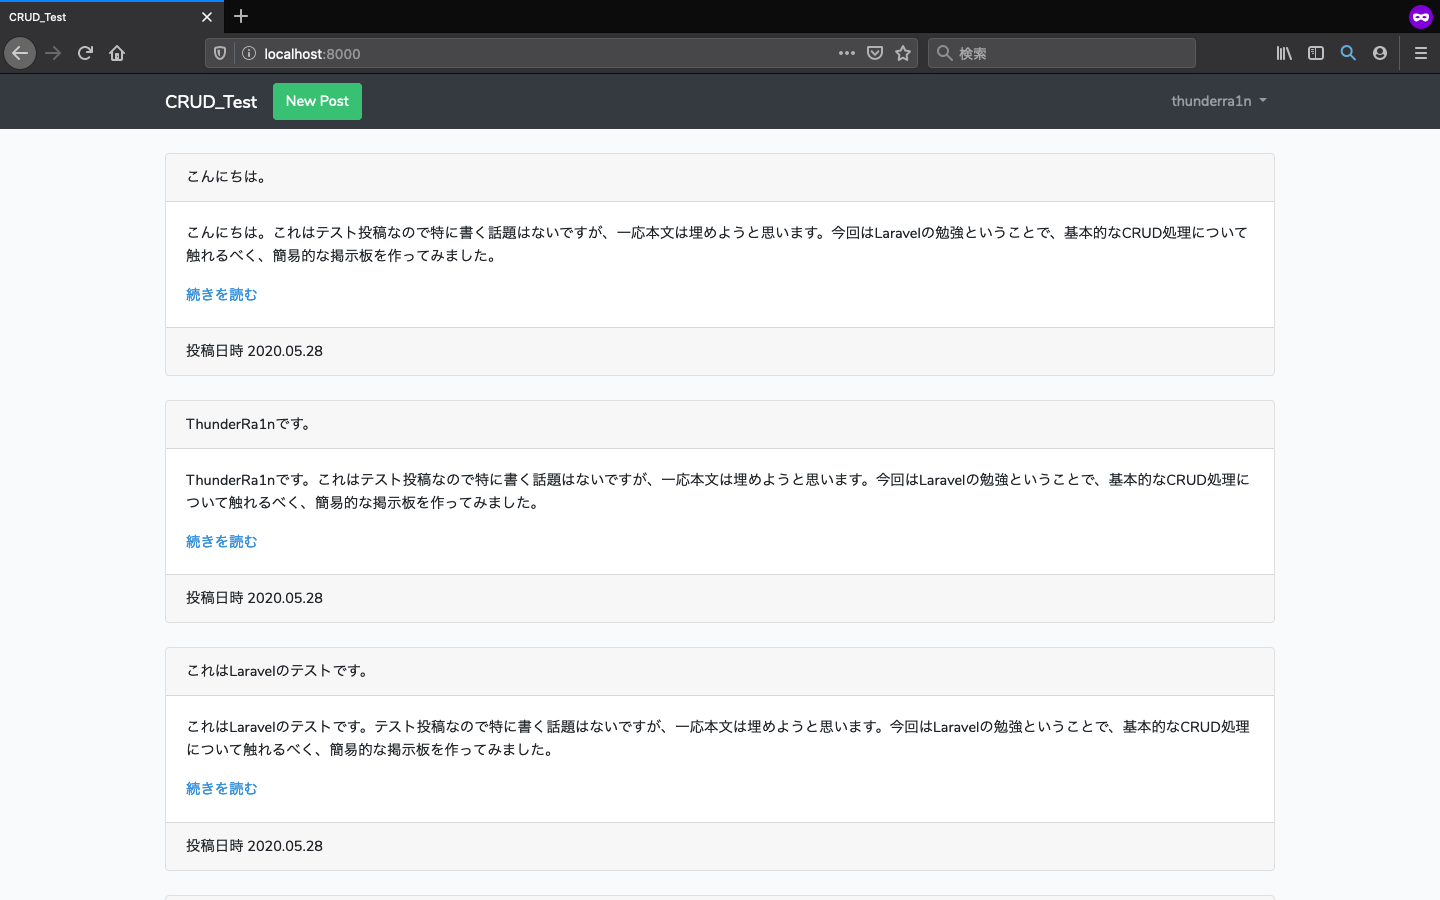 CRUD_Test
localhost:8000
検索
CRUD_Test
New Post
thunderra1n
こんにちは。
こんにちは。これはテスト投稿なので特に書く話題はないですが、一応本文は埋めようと思います。今回はLaravelの勉強ということで、基本的なCRUD処理について
触れるべく、簡易的な掲示板を作ってみました。
続きを読む
投稿日時 2020.05.28
ThunderRa1nです。
ThunderRa1nです。これはテスト投稿なので特に書く話題はないですが、一応本文は埋めようと思います。今回はLaravelの勉強ということで、基本的なCRUD処理に
ついて触れるべく、簡易的な掲示板を作ってみました。
続きを読む
投稿日時 2020.05.28
これはLaravelのテストです。
これはLaravelのテストです。テスト投稿なので特に書く話題はないですが、一応本文は埋めようと思います。今回はLaravelの勉強ということで、基本的なCRUD処理
について触れるべく、簡易的な掲示板を作ってみました。
続きを読む
投稿日時 2020.05.28